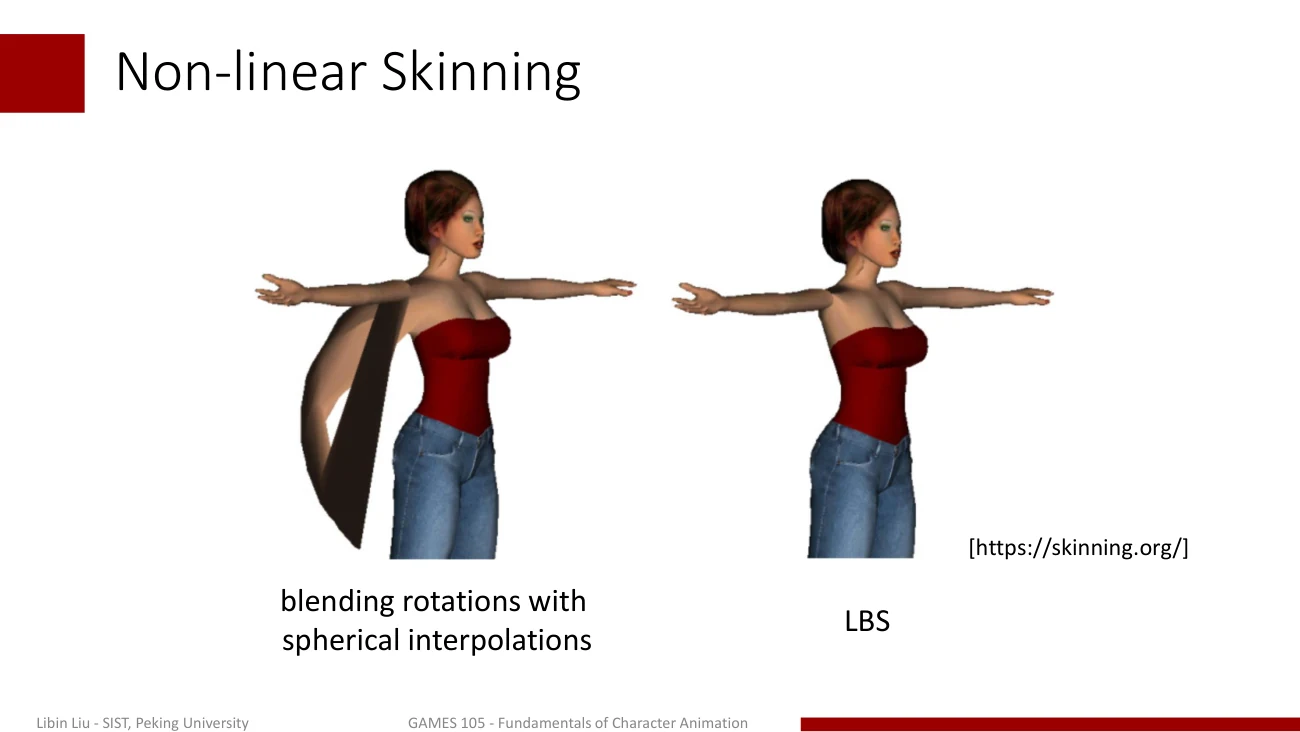 Non-linear Skinning
[https://skinning.org/]
blending rotations with
spherical interpolations
LBS
Libin Liu - SIST, Peking University
GAMES 105 - Fundamentals of Character Animation